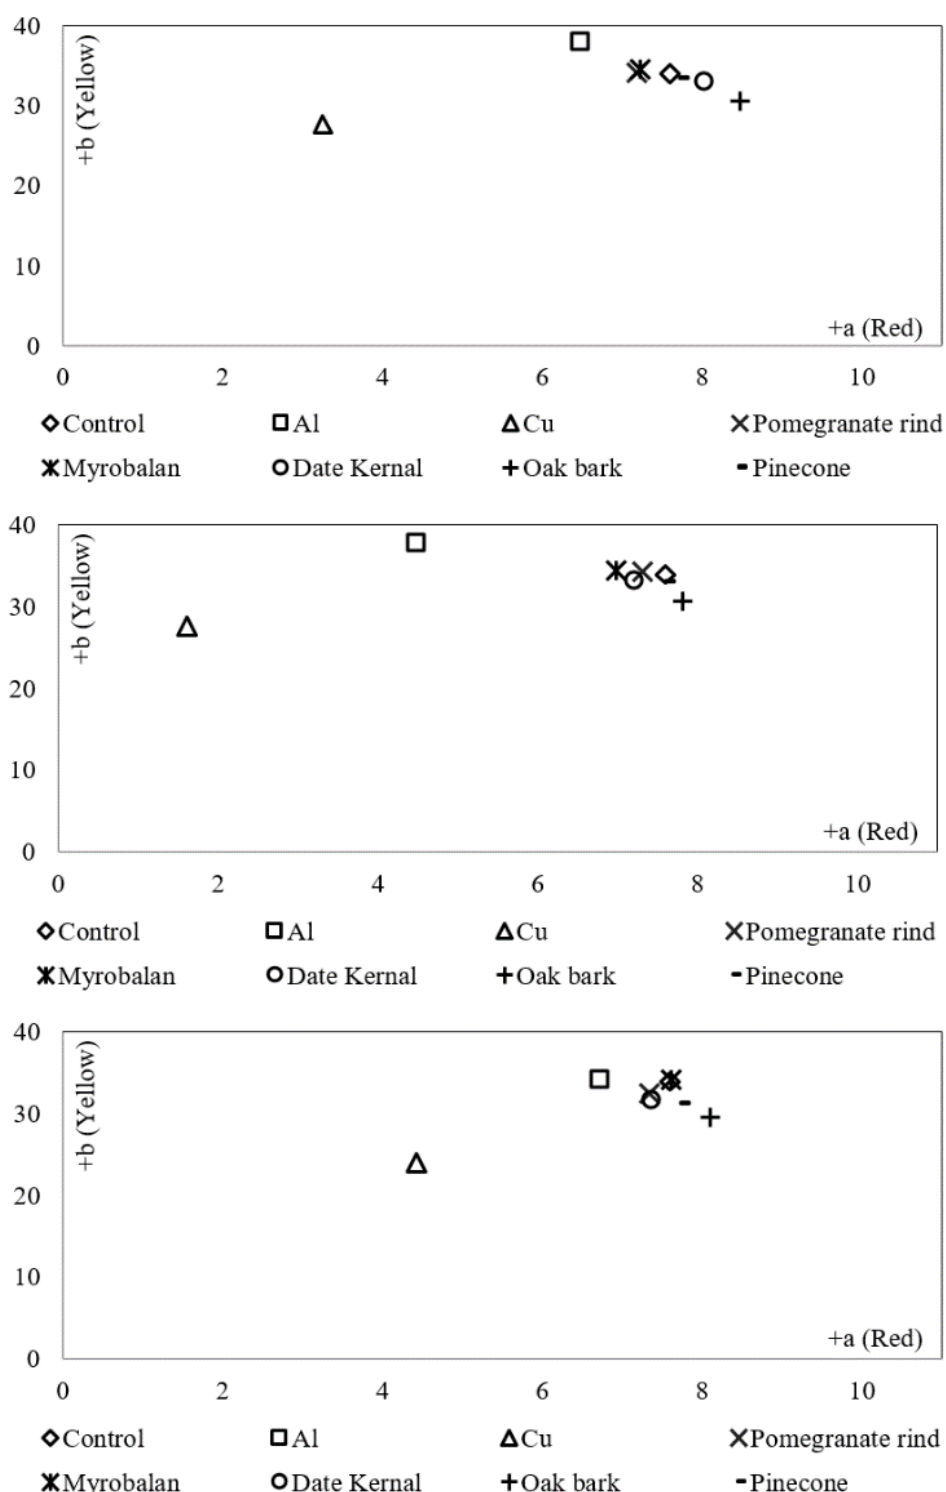 40
+b (Yellow)
30
20
10
+a (Red)
0
0 2 4 6 8 10
Control Al Cu Pomegranate rind
Myrobalan Date Kernal Oak bark Pinecone
40
+b (Yellow)
30
20
10
+a (Red)
0
0 2 4 6 8 10
Control Al Cu Pomegranate rind
Myrobalan Date Kernal Oak bark Pinecone
40
+b (Yellow)
30
20
10
+a (Red)
0
0 2 4 6 8 10
Control Al Cu Pomegranate rind
Myrobalan Date Kernal Oak bark Pinecone